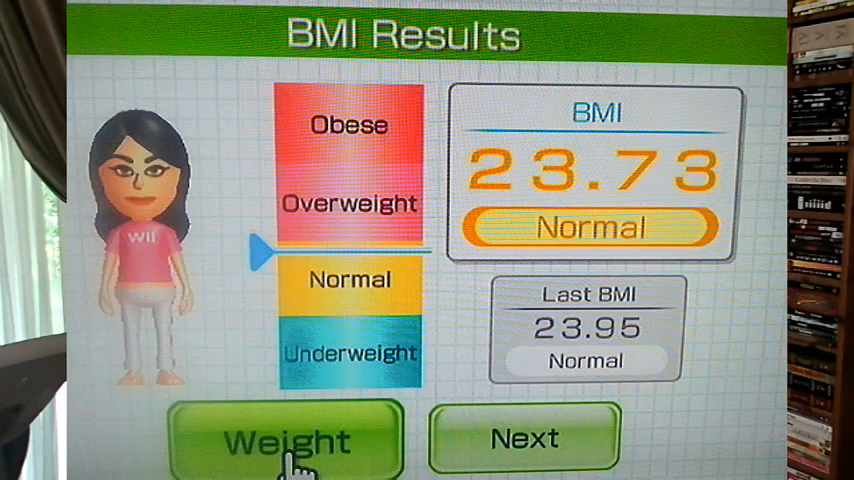 BMI Results
Obese
Overweight
Normal
Underweight
Wii
BMI
23.73
Normal
Last BMI
23.95
Normal
Weight
Next